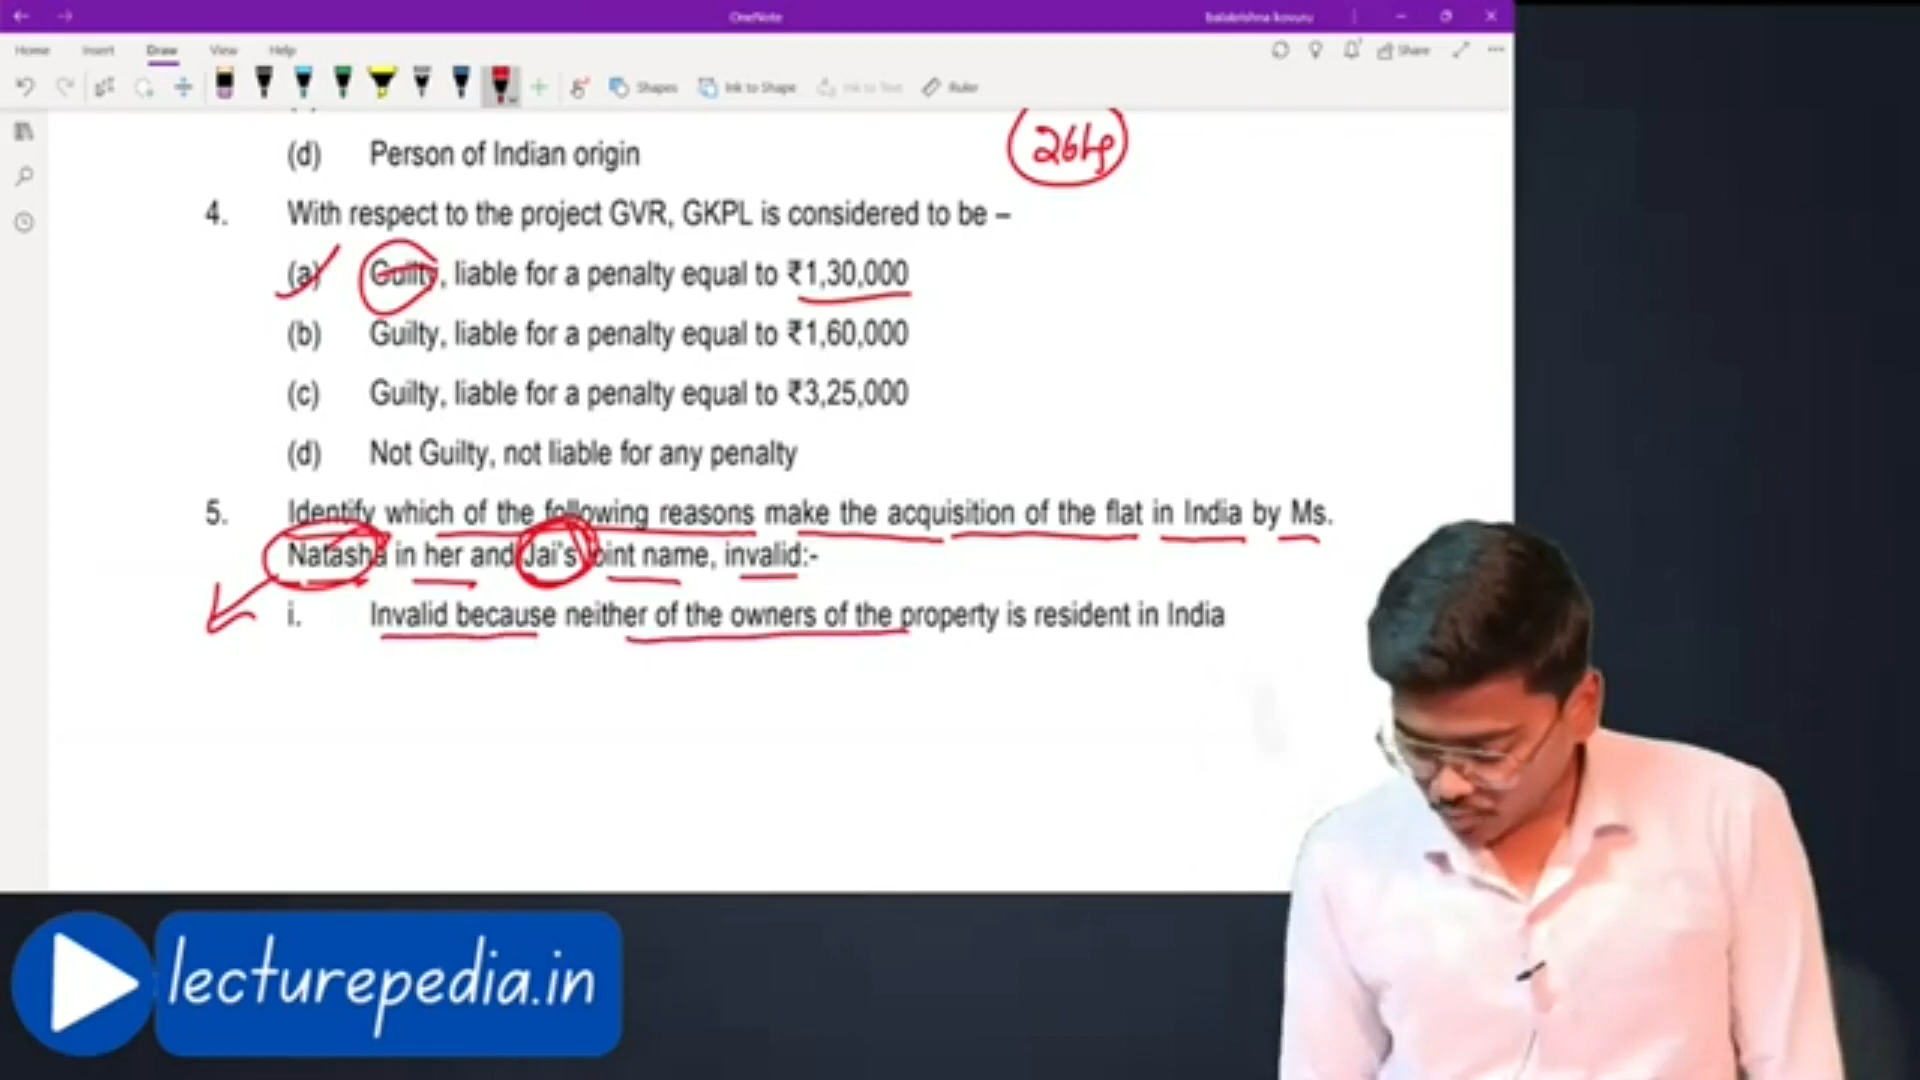 OneNote
balakrishna kovuru
Home Insert Draw View Help
Share
Shapes Ink to Shape Ink to Text Ruler
(d) Person of Indian origin
4. With respect to the project GVR, GKPL is considered to be –
(a) Guilty, liable for a penalty equal to ₹1,30,000
(b) Guilty, liable for a penalty equal to ₹1,60,000
(c) Guilty, liable for a penalty equal to ₹3,25,000
(d) Not Guilty, not liable for any penalty
5. Identify which of the following reasons make the acquisition of the flat in India by Ms.
Natasha in her and Jai's joint name, invalid:-
i. Invalid because neither of the owners of the property is resident in India
lecturepedia.in